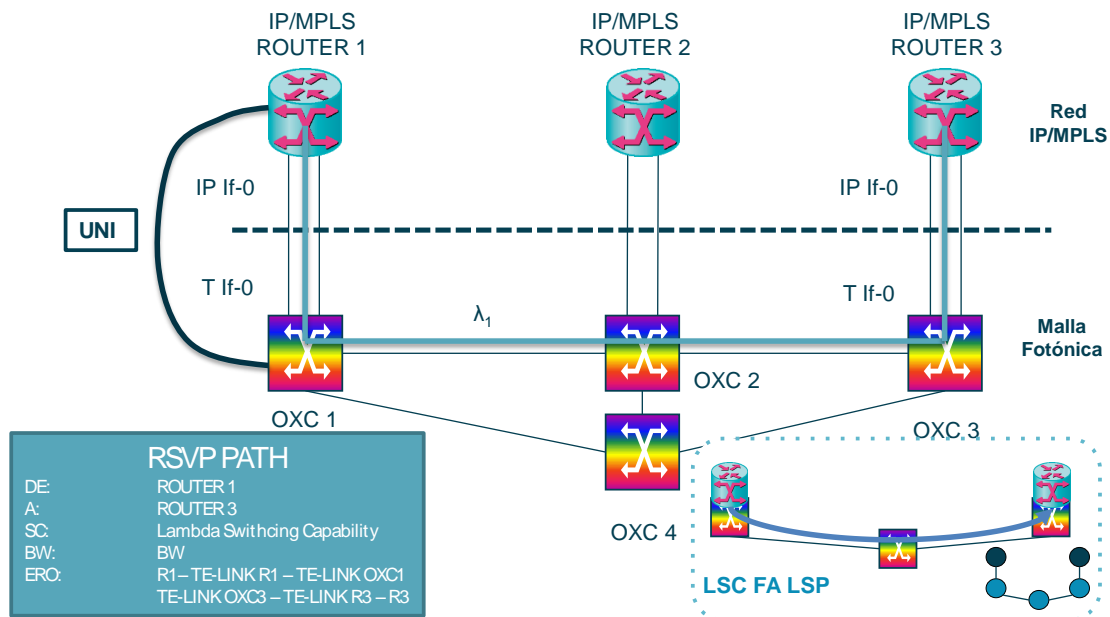 IP/MPLS
ROUTER 1
IP/MPLS
ROUTER 2
IP/MPLS
ROUTER 3
Red
IP/MPLS
IP If-0
IP If-0
UNI
T If-0
T If-0
λ1
Malla
Fotónica
OXC 2
OXC 1
OXC 3
OXC 4
RSVP PATH
DE: ROUTER 1
A: ROUTER 3
SC: Lambda Swithcing Capability
BW: BW
ERO: R1 – TE-LINK R1 – TE-LINK OXC1
TE-LINK OXC3 – TE-LINK R3 – R3
LSC FA LSP